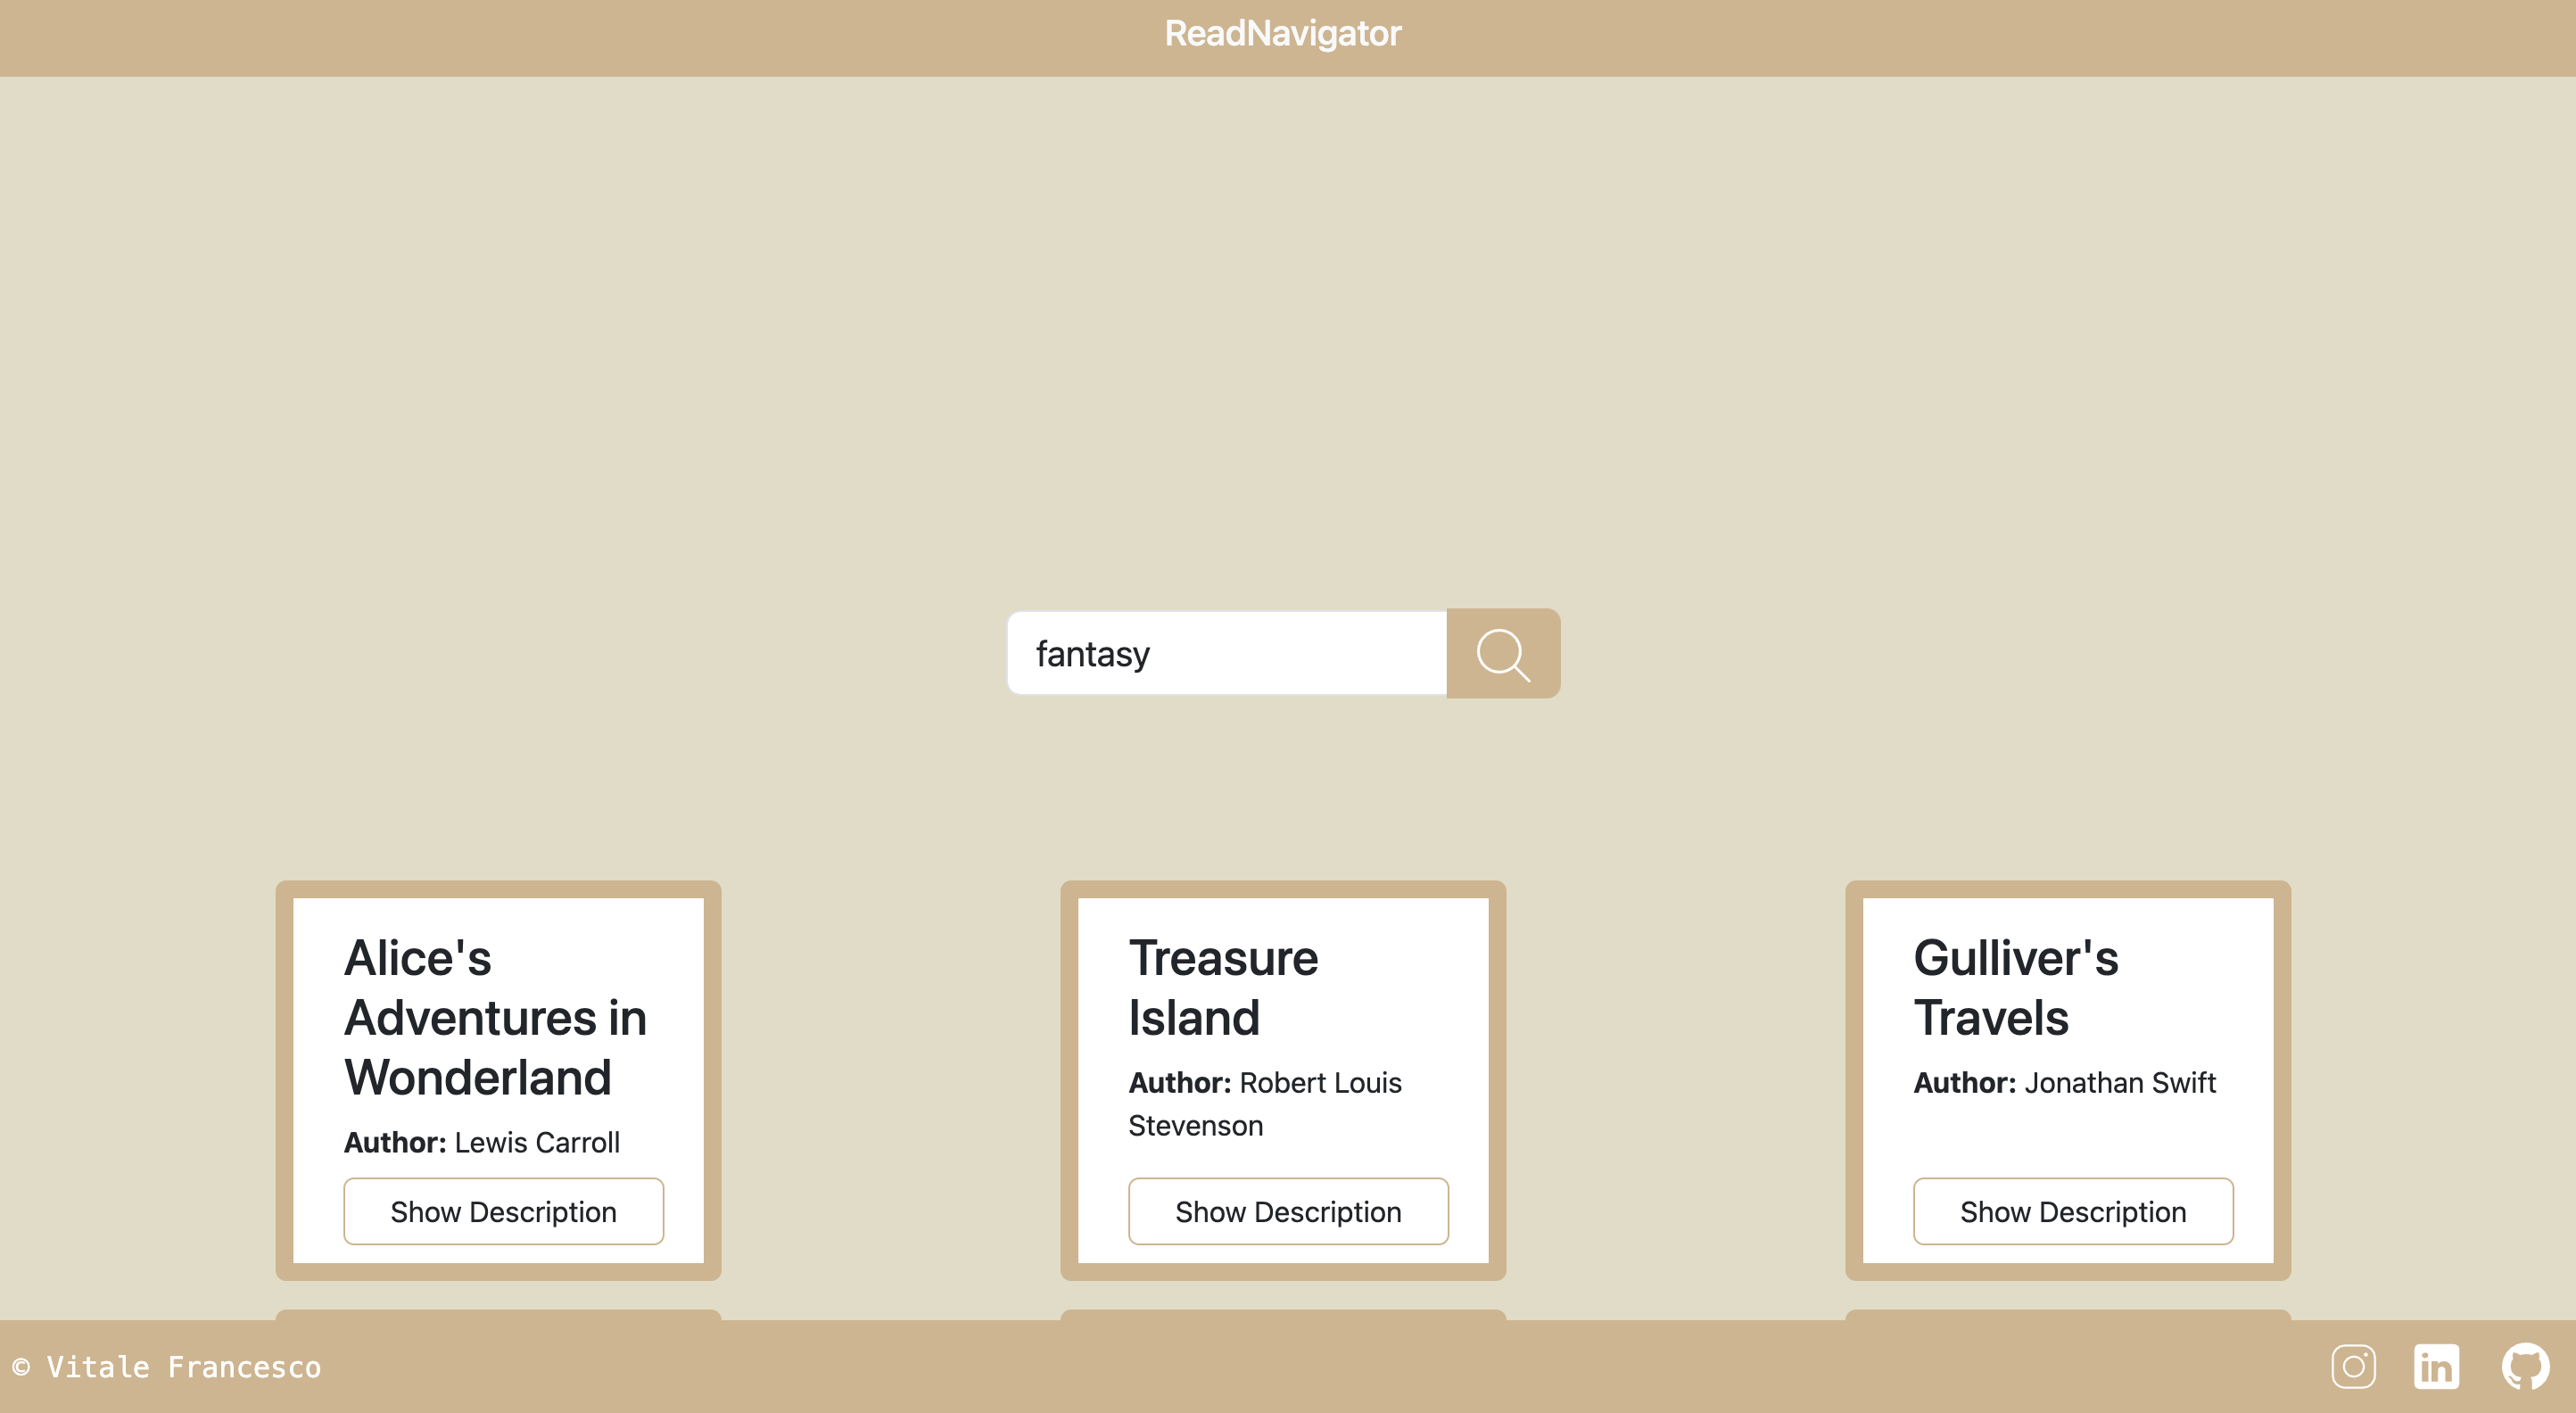 ReadNavigator
fantasy
Alice's
Adventures in
Wonderland
Author: Lewis Carroll
Show Description
Treasure
Island
Author: Robert Louis
Stevenson
Show Description
Gulliver's
Travels
Author: Jonathan Swift
Show Description
© Vitale Francesco
in